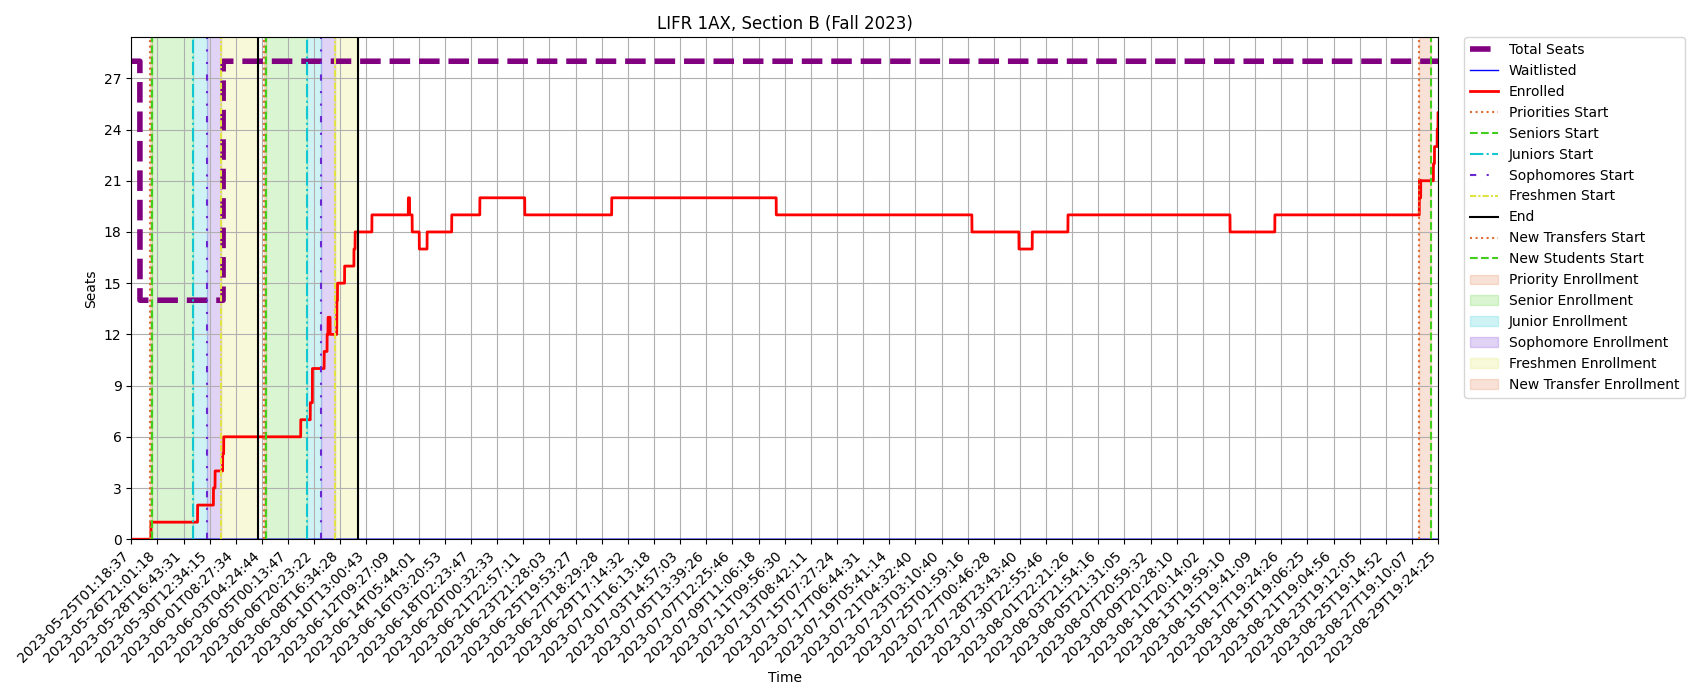 LIFR 1AX, Section B (Fall 2023)
Seats
27
24
21
18
15
12
9
6
3
0
2023-05-25T01:18:37
2023-05-26T21:01:18
2023-05-28T16:43:31
2023-05-30T12:34:15
2023-06-01T08:27:34
2023-06-03T04:24:44
2023-06-05T00:13:47
2023-06-06T20:23:22
2023-06-08T16:34:28
2023-06-10T13:00:43
2023-06-12T09:27:09
2023-06-14T05:44:01
2023-06-16T03:20:53
2023-06-18T02:23:47
2023-06-20T00:32:33
2023-06-21T22:57:11
2023-06-23T21:28:03
2023-06-25T19:53:27
2023-06-27T18:29:28
2023-06-29T17:14:32
2023-07-01T16:13:18
2023-07-03T14:57:03
2023-07-05T13:39:26
2023-07-07T12:25:46
2023-07-09T11:06:18
2023-07-11T09:56:30
2023-07-13T08:42:11
2023-07-15T07:27:24
2023-07-17T06:44:31
2023-07-19T05:41:14
2023-07-21T04:32:40
2023-07-23T03:10:40
2023-07-25T01:59:16
2023-07-27T00:46:28
2023-07-28T23:43:40
2023-07-30T22:55:46
2023-08-01T22:21:26
2023-08-03T21:54:16
2023-08-05T21:31:05
2023-08-07T20:59:32
2023-08-09T20:28:10
2023-08-11T20:14:02
2023-08-13T19:59:10
2023-08-15T19:41:09
2023-08-17T19:24:26
2023-08-19T19:06:25
2023-08-21T19:04:56
2023-08-23T19:12:05
2023-08-25T19:14:52
2023-08-27T19:10:07
2023-08-29T19:24:25
Time
Total Seats
Waitlisted
Enrolled
Priorities Start
Seniors Start
Juniors Start
Sophomores Start
Freshmen Start
End
New Transfers Start
New Students Start
Priority Enrollment
Senior Enrollment
Junior Enrollment
Sophomore Enrollment
Freshmen Enrollment
New Transfer Enrollment